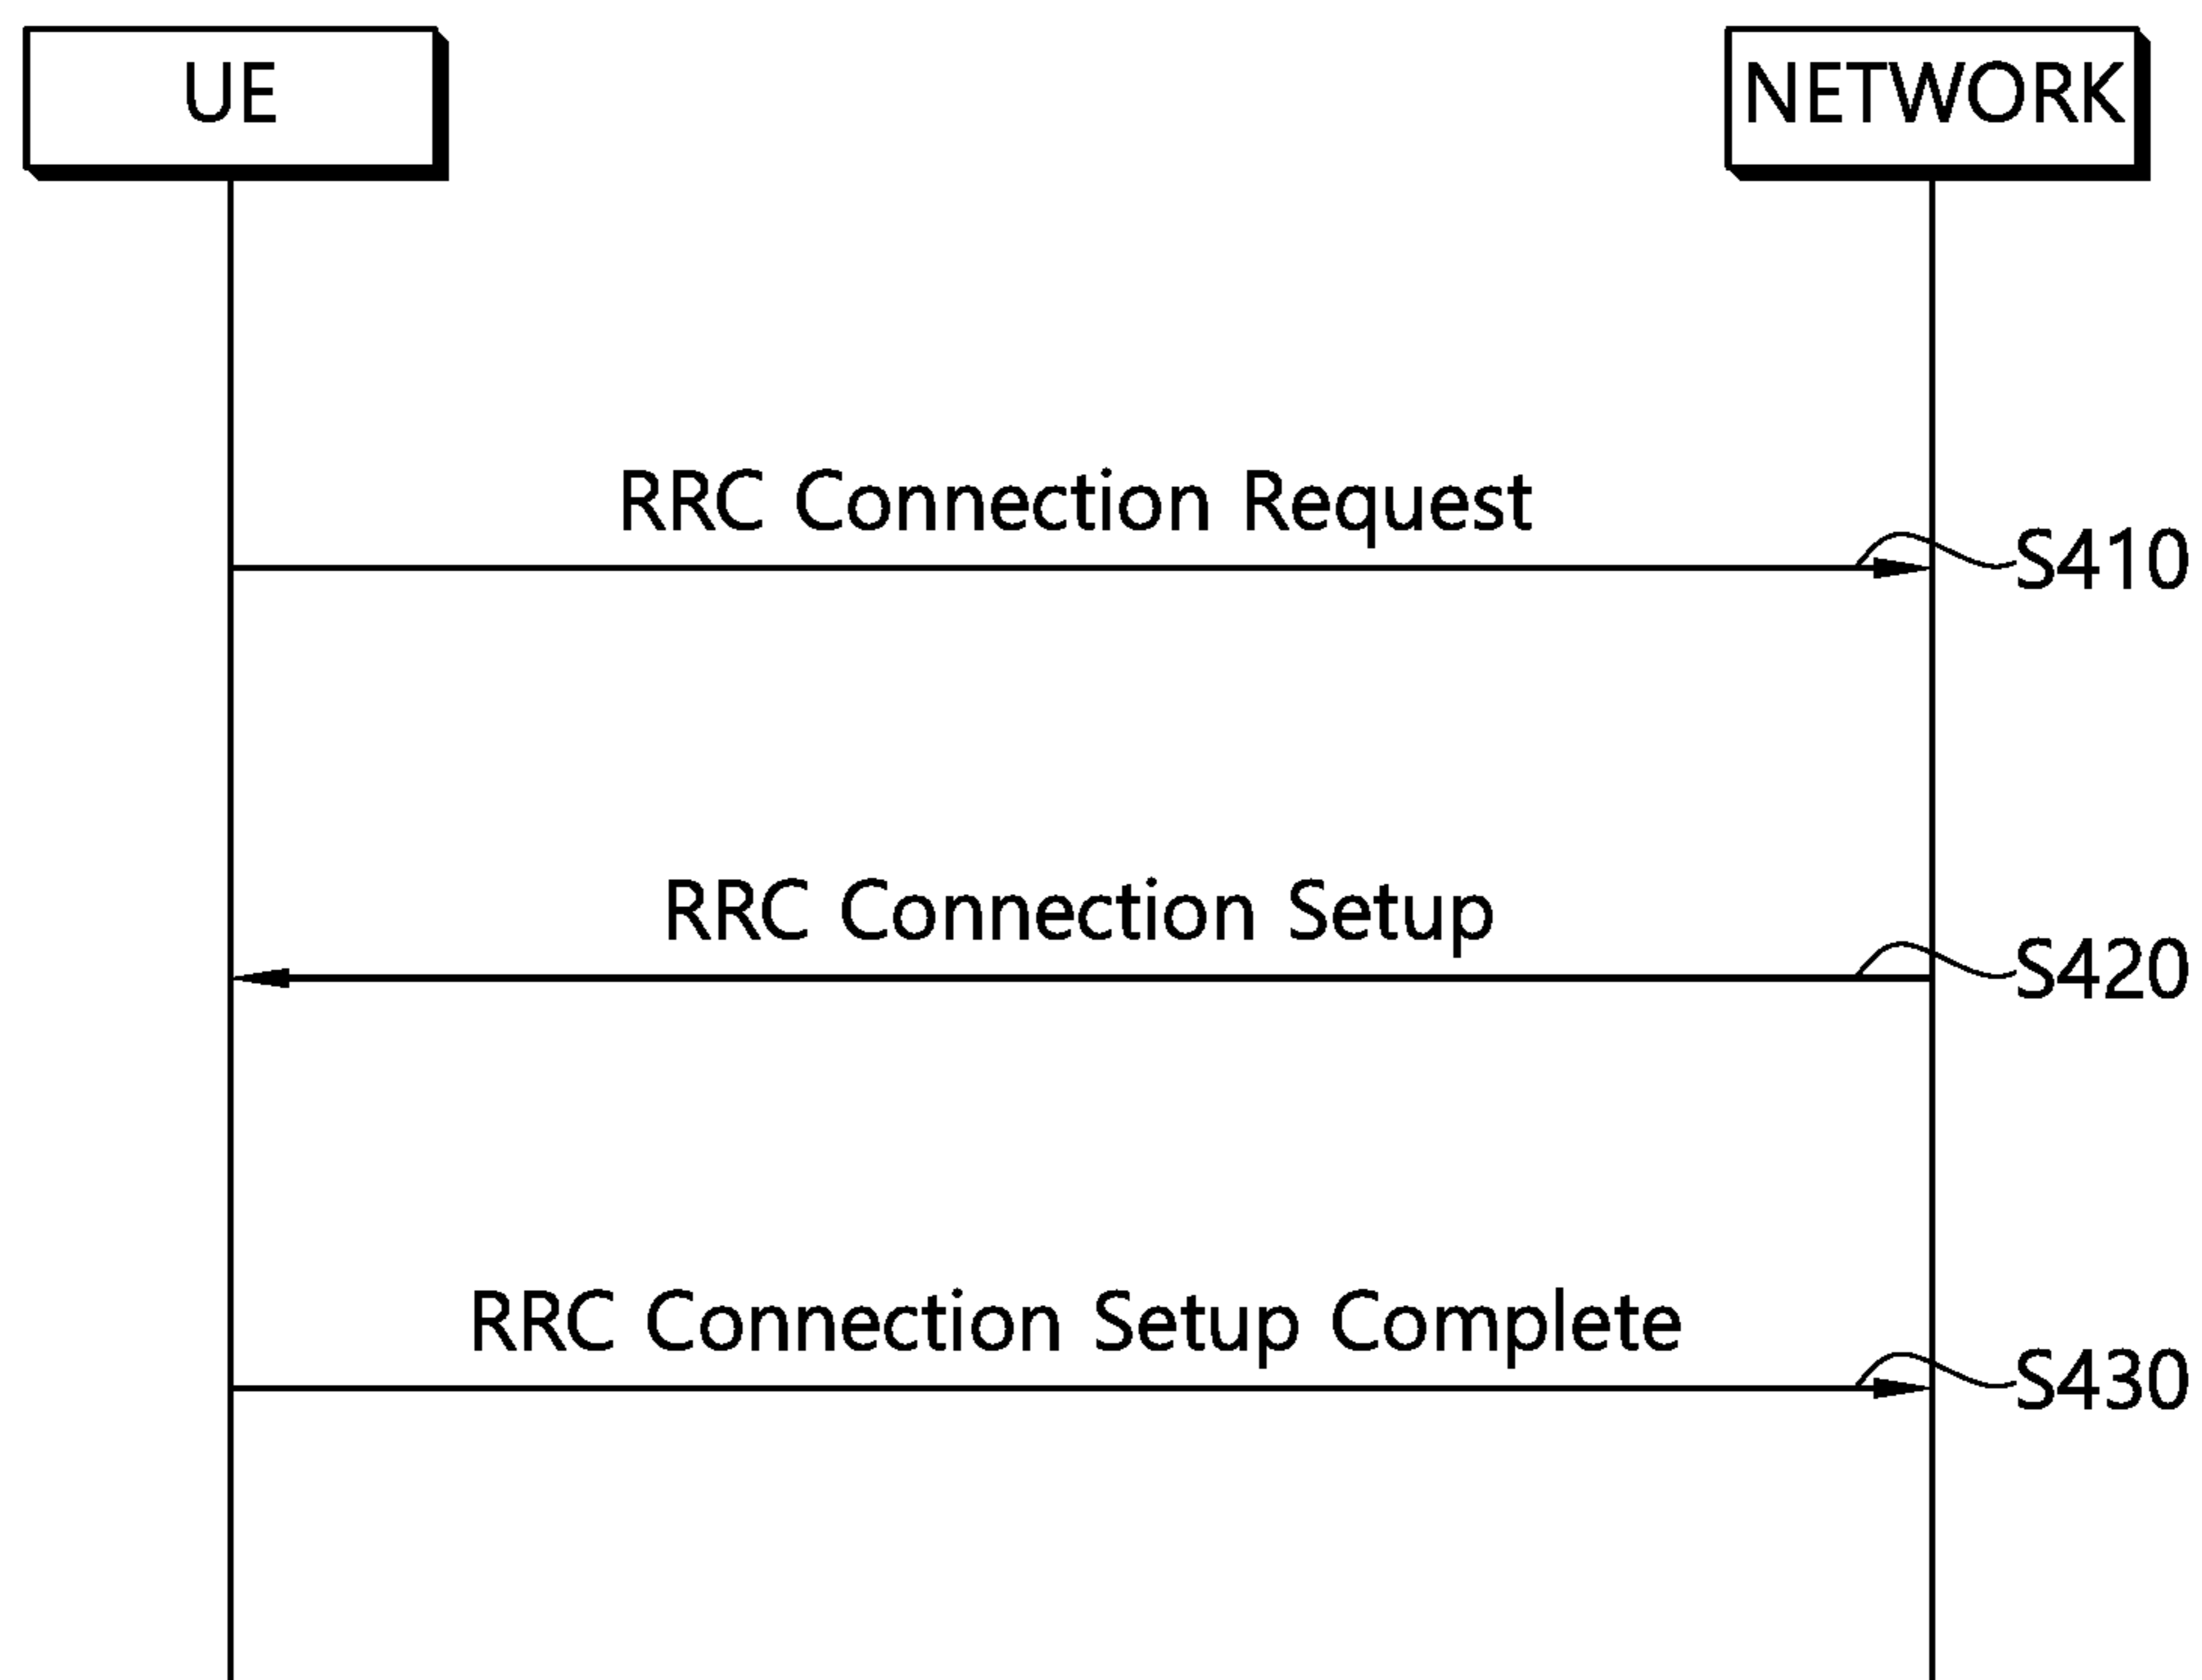 UE
NETWORK
RRC Connection Request
S410
RRC Connection Setup
S420
RRC Connection Setup Complete
S430